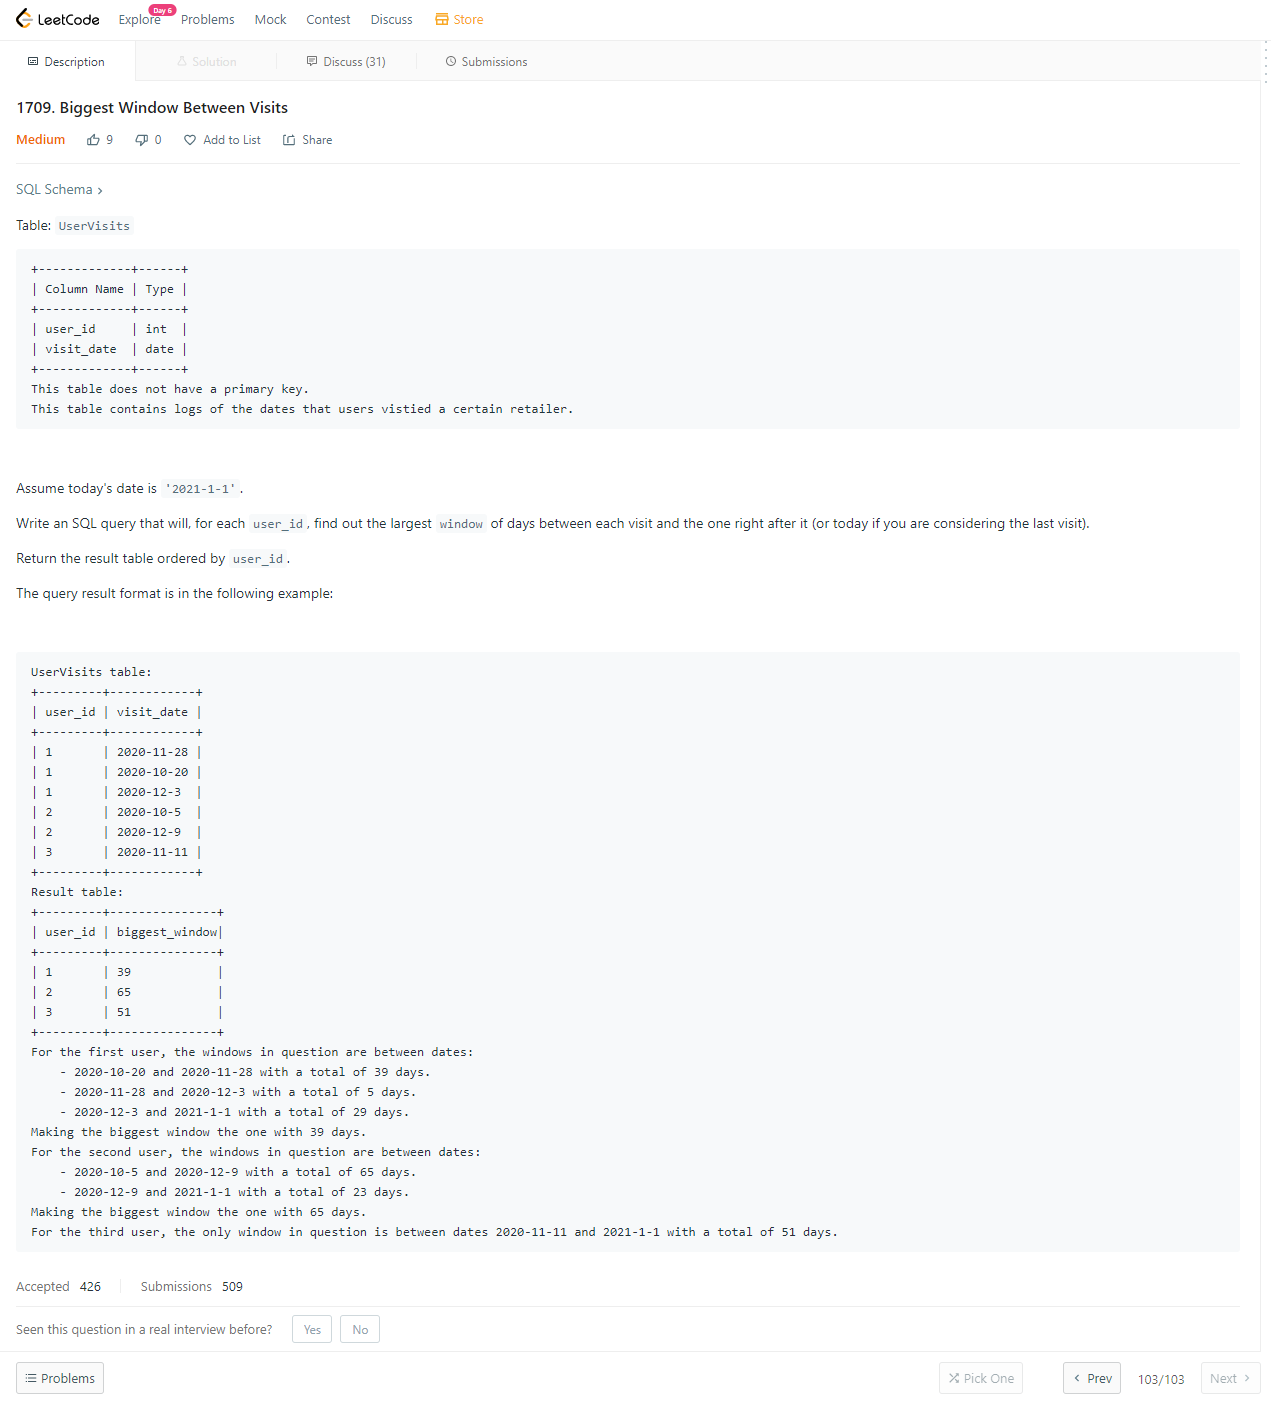 LeetCode Explore Day 6 Problems Mock Contest Discuss Store
Description Solution Discuss (31) Submissions
1709. Biggest Window Between Visits
Medium 9 0 Add to List Share
SQL Schema >
Table: UserVisits
+-------------+------+
| Column Name | Type |
+-------------+------+
| user_id     | int  |
| visit_date  | date |
+-------------+------+
This table does not have a primary key.
This table contains logs of the dates that users vistied a certain retailer.
Assume today's date is '2021-1-1'.
Write an SQL query that will, for each user_id, find out the largest window of days between each visit and the one right after it (or today if you are considering the last visit).
Return the result table ordered by user_id.
The query result format is in the following example:
UserVisits table:
+---------+------------+
| user_id | visit_date |
+---------+------------+
| 1       | 2020-11-28 |
| 1       | 2020-10-20 |
| 1       | 2020-12-3  |
| 2       | 2020-10-5  |
| 2       | 2020-12-9  |
| 3       | 2020-11-11 |
+---------+------------+
Result table:
+---------+---------------+
| user_id | biggest_window|
+---------+---------------+
| 1       | 39            |
| 2       | 65            |
| 3       | 51            |
+---------+---------------+
For the first user, the windows in question are between dates:
    - 2020-10-20 and 2020-11-28 with a total of 39 days.
    - 2020-11-28 and 2020-12-3 with a total of 5 days.
    - 2020-12-3 and 2021-1-1 with a total of 29 days.
Making the biggest window the one with 39 days.
For the second user, the windows in question are between dates:
    - 2020-10-5 and 2020-12-9 with a total of 65 days.
    - 2020-12-9 and 2021-1-1 with a total of 23 days.
Making the biggest window the one with 65 days.
For the third user, the only window in question is between dates 2020-11-11 and 2021-1-1 with a total of 51 days.
Accepted 426 Submissions 509
Seen this question in a real interview before? Yes No
Problems Pick One < Prev 103/103 Next >